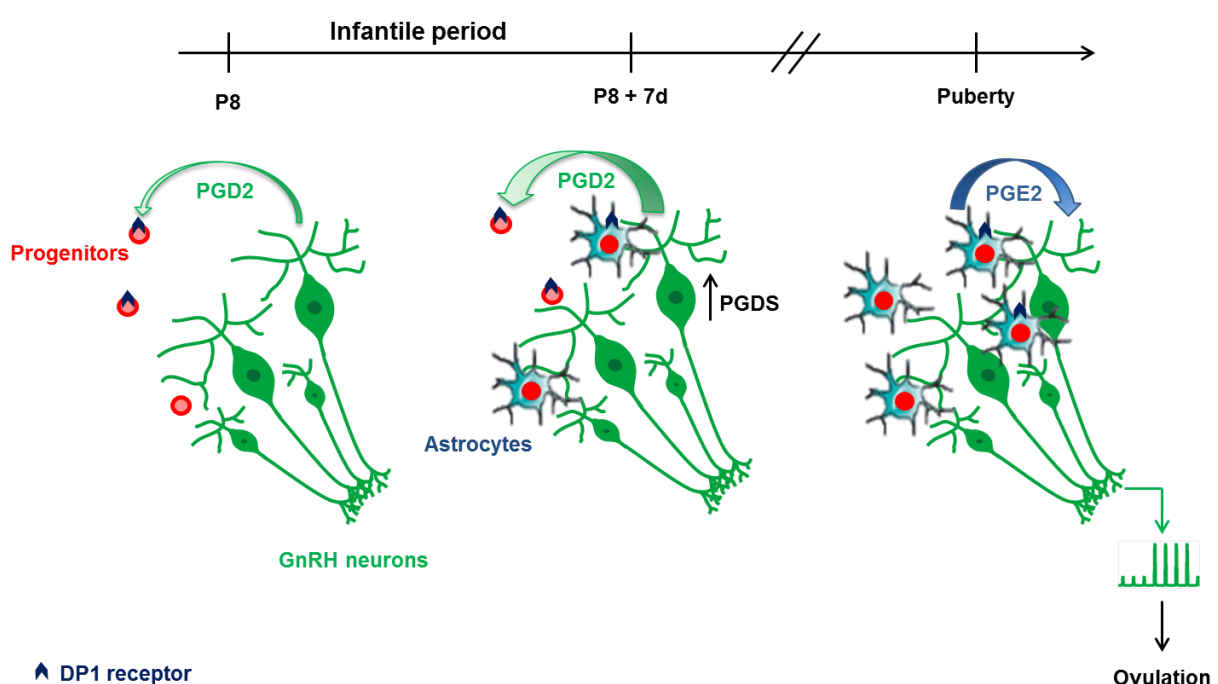 Infantile period
P8
P8 + 7d
Puberty
PGD2
PGD2
PGE2
Progenitors
PGDS
Astrocytes
GnRH neurons
DP1 receptor
Ovulation